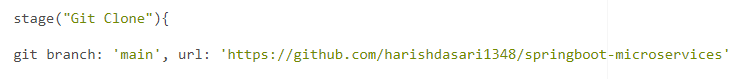 stage("Git Clone"){
git branch: 'main', url: 'https://github.com/harishdasari1348/springboot-microservices'